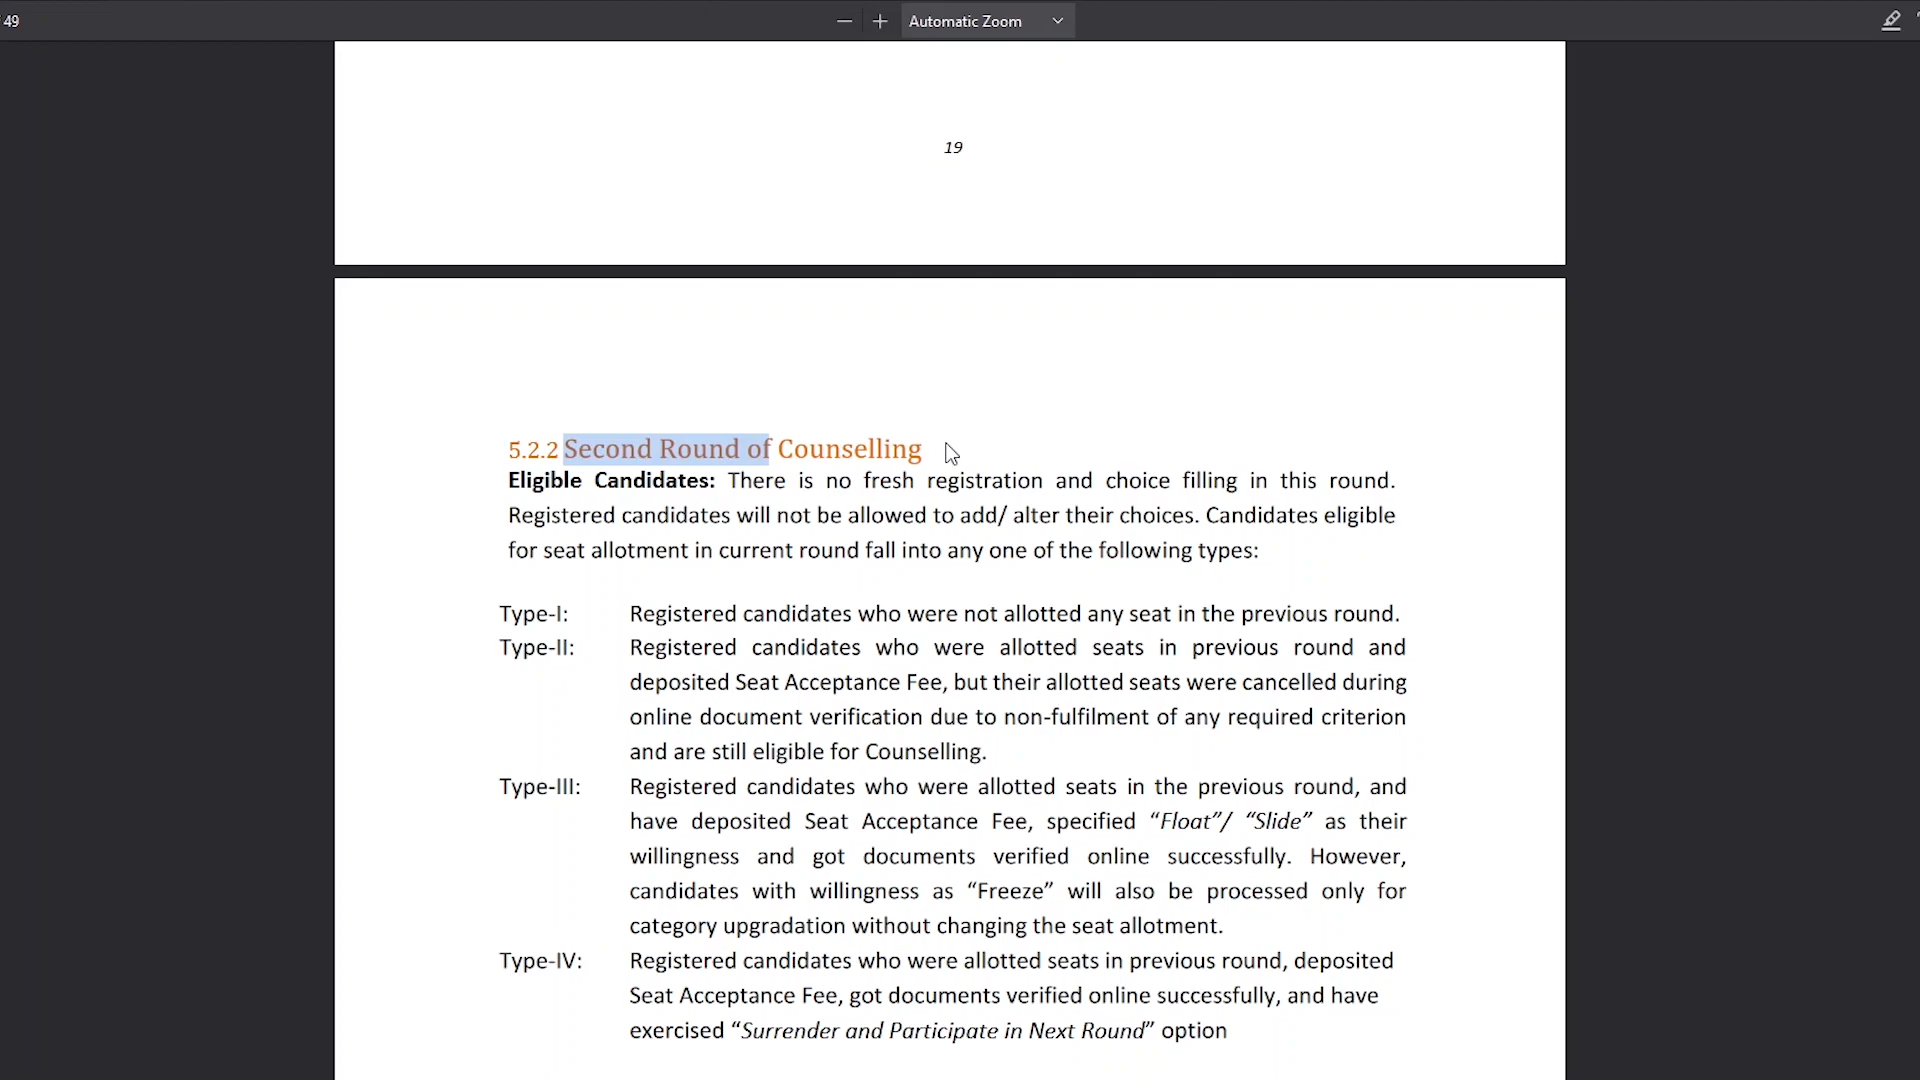 49
Automatic Zoom
19
5.2.2 Second Round of Counselling
Eligible Candidates: There is no fresh registration and choice filling in this round.
Registered candidates will not be allowed to add/ alter their choices. Candidates eligible
for seat allotment in current round fall into any one of the following types:
Type-I: Registered candidates who were not allotted any seat in the previous round.
Type-II: Registered candidates who were allotted seats in previous round and
deposited Seat Acceptance Fee, but their allotted seats were cancelled during
online document verification due to non-fulfilment of any required criterion
and are still eligible for Counselling.
Type-III: Registered candidates who were allotted seats in the previous round, and
have deposited Seat Acceptance Fee, specified “Float”/ “Slide” as their
willingness and got documents verified online successfully. However,
candidates with willingness as “Freeze” will also be processed only for
category upgradation without changing the seat allotment.
Type-IV: Registered candidates who were allotted seats in previous round, deposited
Seat Acceptance Fee, got documents verified online successfully, and have
exercised “Surrender and Participate in Next Round” option